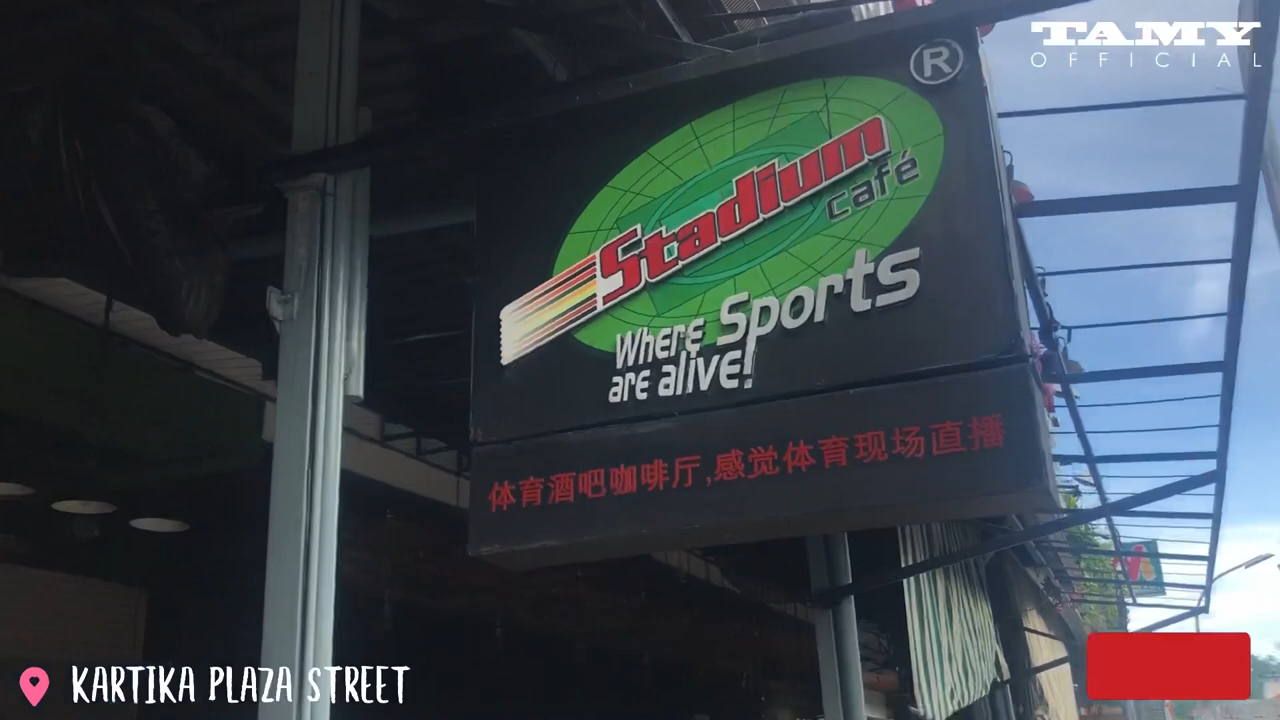 TAMY
OFFICIAL
®
Stadium
café
Where Sports
are alive!
体育酒吧咖啡厅,感觉体育现场直播
KARTIKA PLAZA STREET